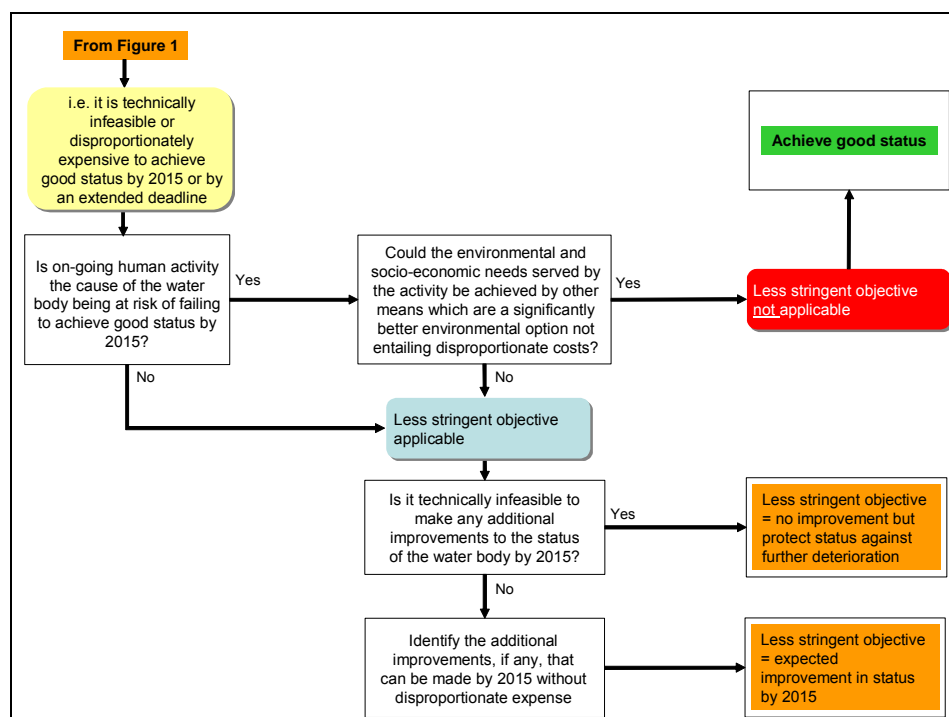 From Figure 1
i.e. it is technically
infeasible or
disproportionately
expensive to achieve
good status by 2015 or by
an extended deadline
Achieve good status
Is on-going human activity
the cause of the water
body being at risk of failing
to achieve good status by
2015?
Yes
Could the environmental and
socio-economic needs served by
the activity be achieved by other
means which are a significantly
better environmental option not
entailing disproportionate costs?
Yes
Less stringent objective
not applicable
No
No
Less stringent objective
applicable
Is it technically infeasible to
make any additional
improvements to the status
of the water body by 2015?
Yes
Less stringent objective
= no improvement but
protect status against
further deterioration
No
Identify the additional
improvements, if any, that
can be made by 2015 without
disproportionate expense
Less stringent objective
= expected
improvement in status
by 2015